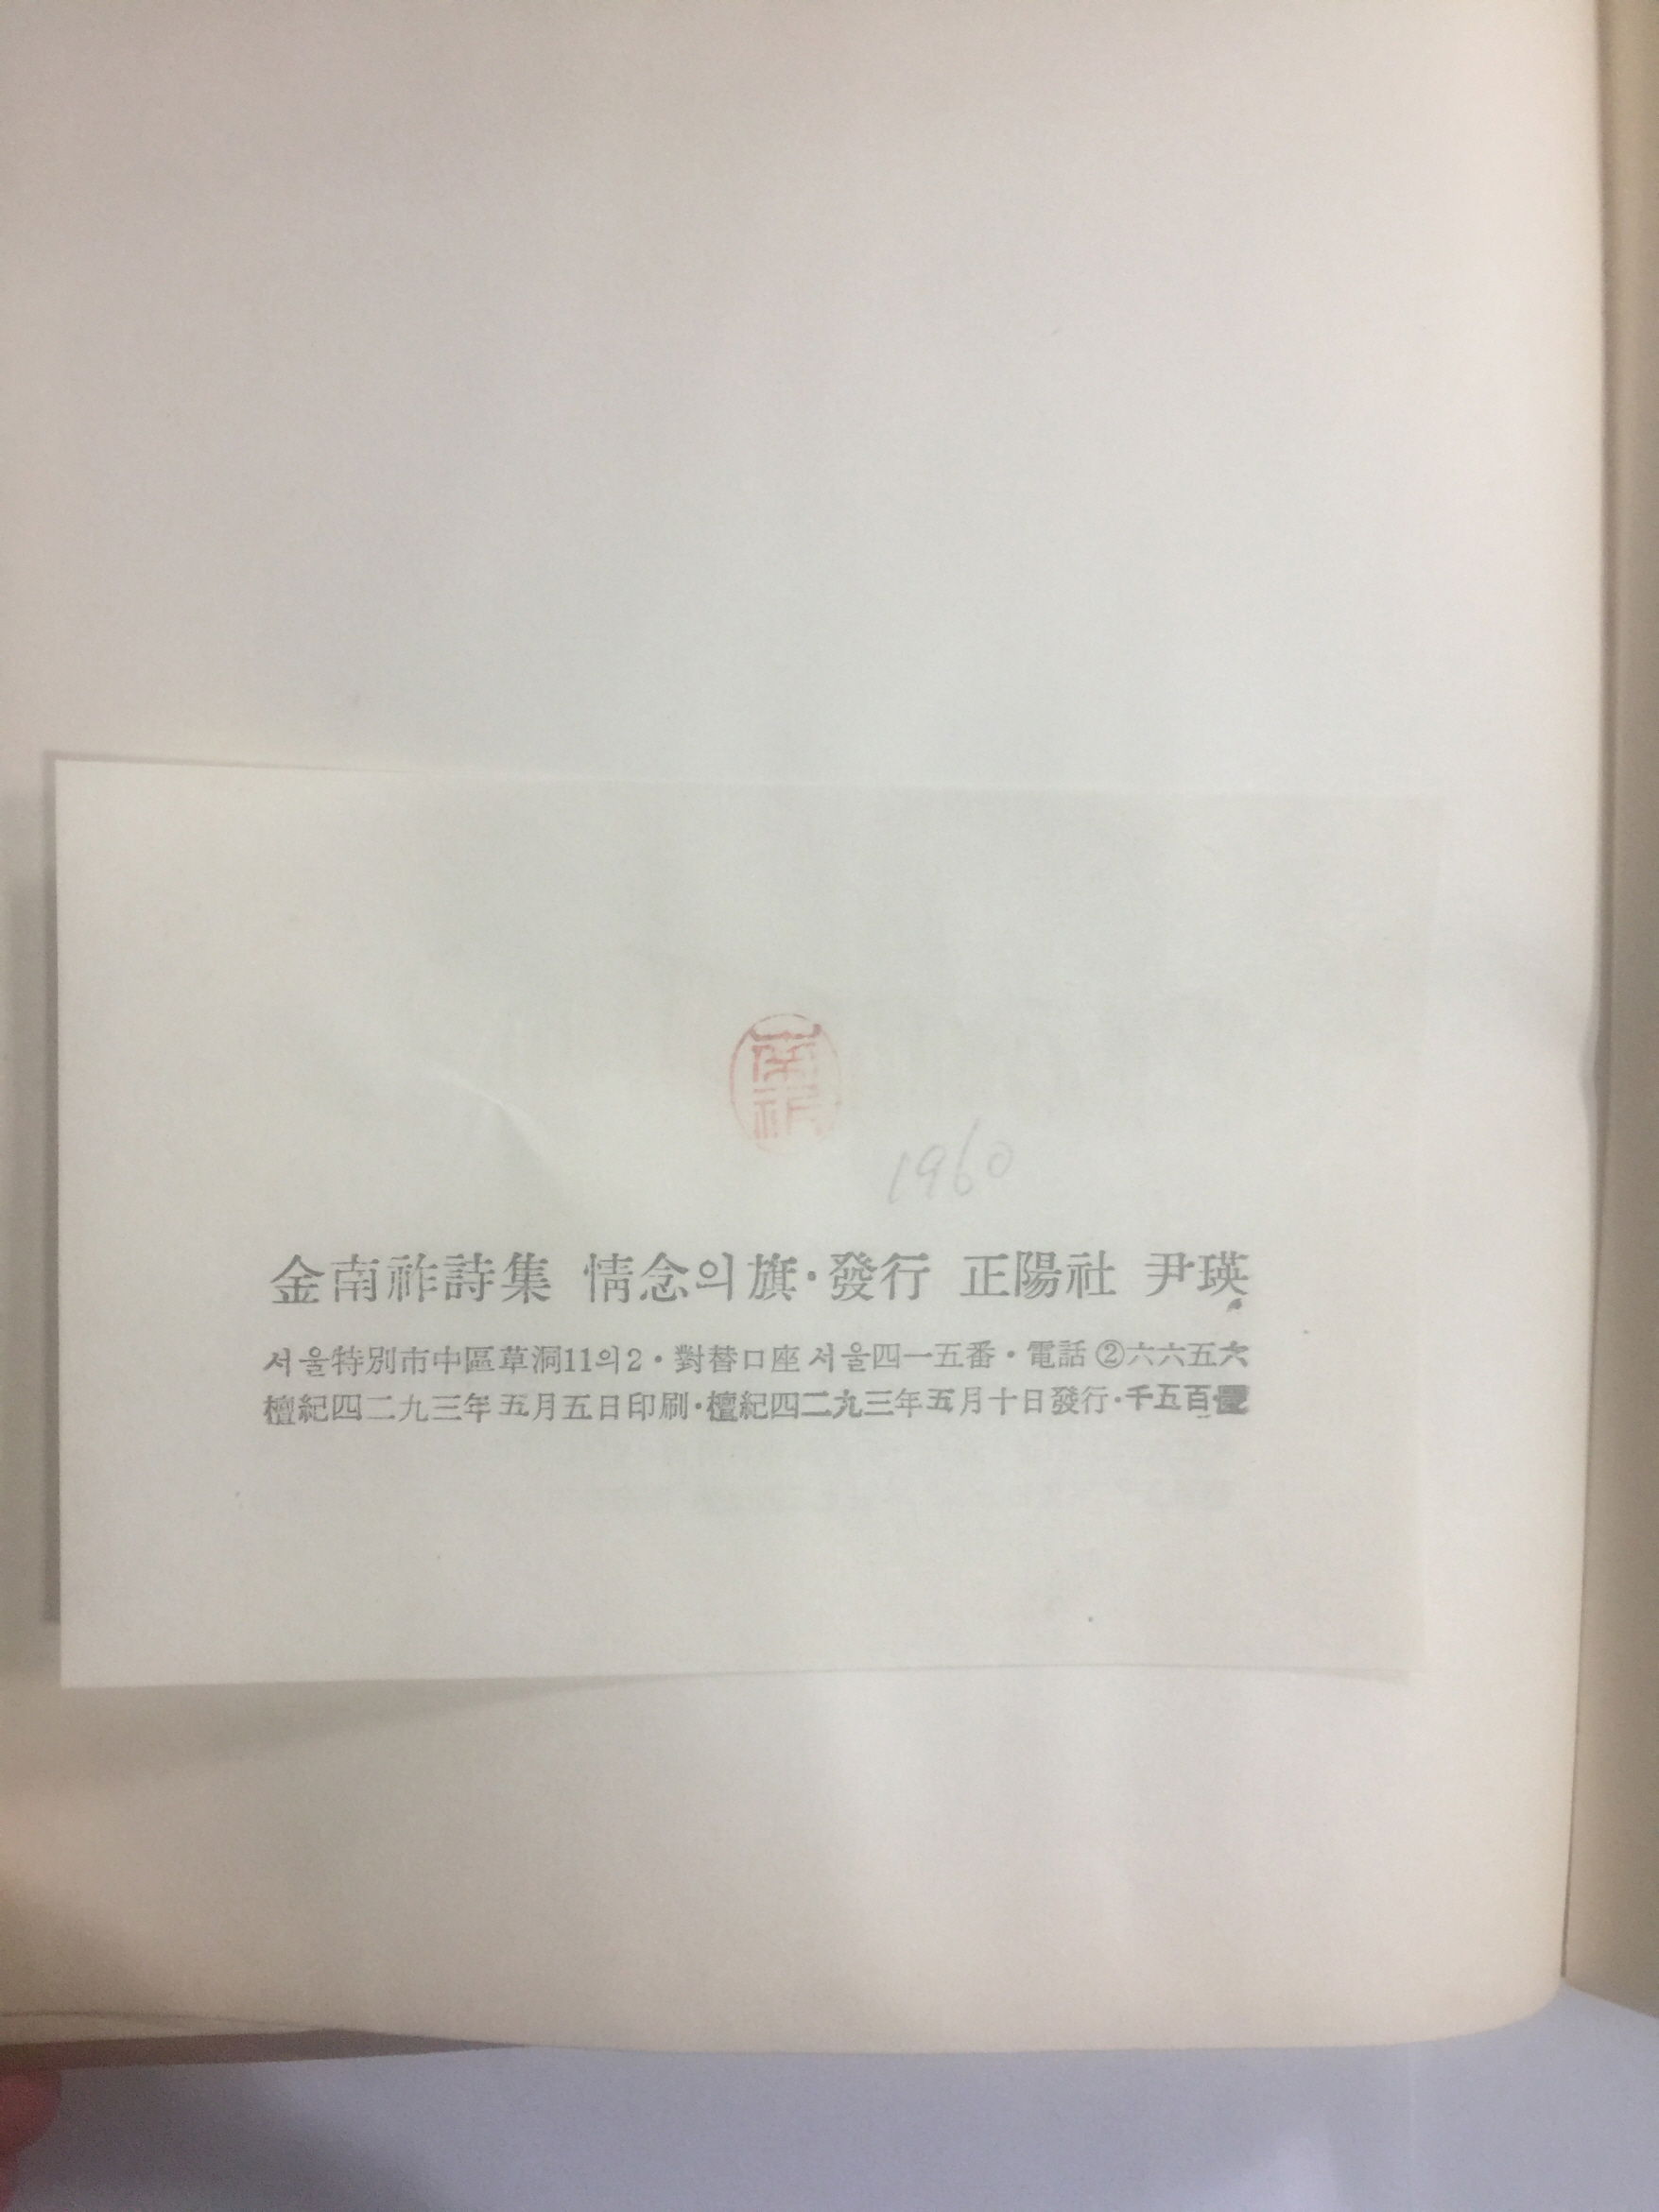 南祚
1960
金南祚詩集 情念의旗·發行 正陽社 尹瑛
서울特別市中區草洞11의2·對替口座서울四一五番·電話②六六五六
檀紀四二九三年五月五日印刷·檀紀四二九三年五月十日發行·千五百